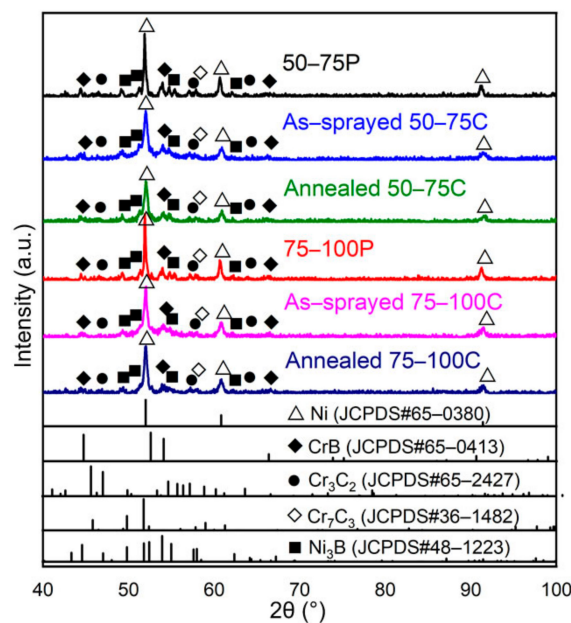 50–75P
As–sprayed 50–75C
Annealed 50–75C
75–100P
As–sprayed 75–100C
Annealed 75–100C
△ Ni (JCPDS#65–0380)
◆ CrB (JCPDS#65–0413)
● Cr₃C₂ (JCPDS#65–2427)
◇ Cr₇C₃ (JCPDS#36–1482)
■ Ni₃B (JCPDS#48–1223)
Intensity (a.u.)
40 50 60 70 80 90 100
2θ (°)